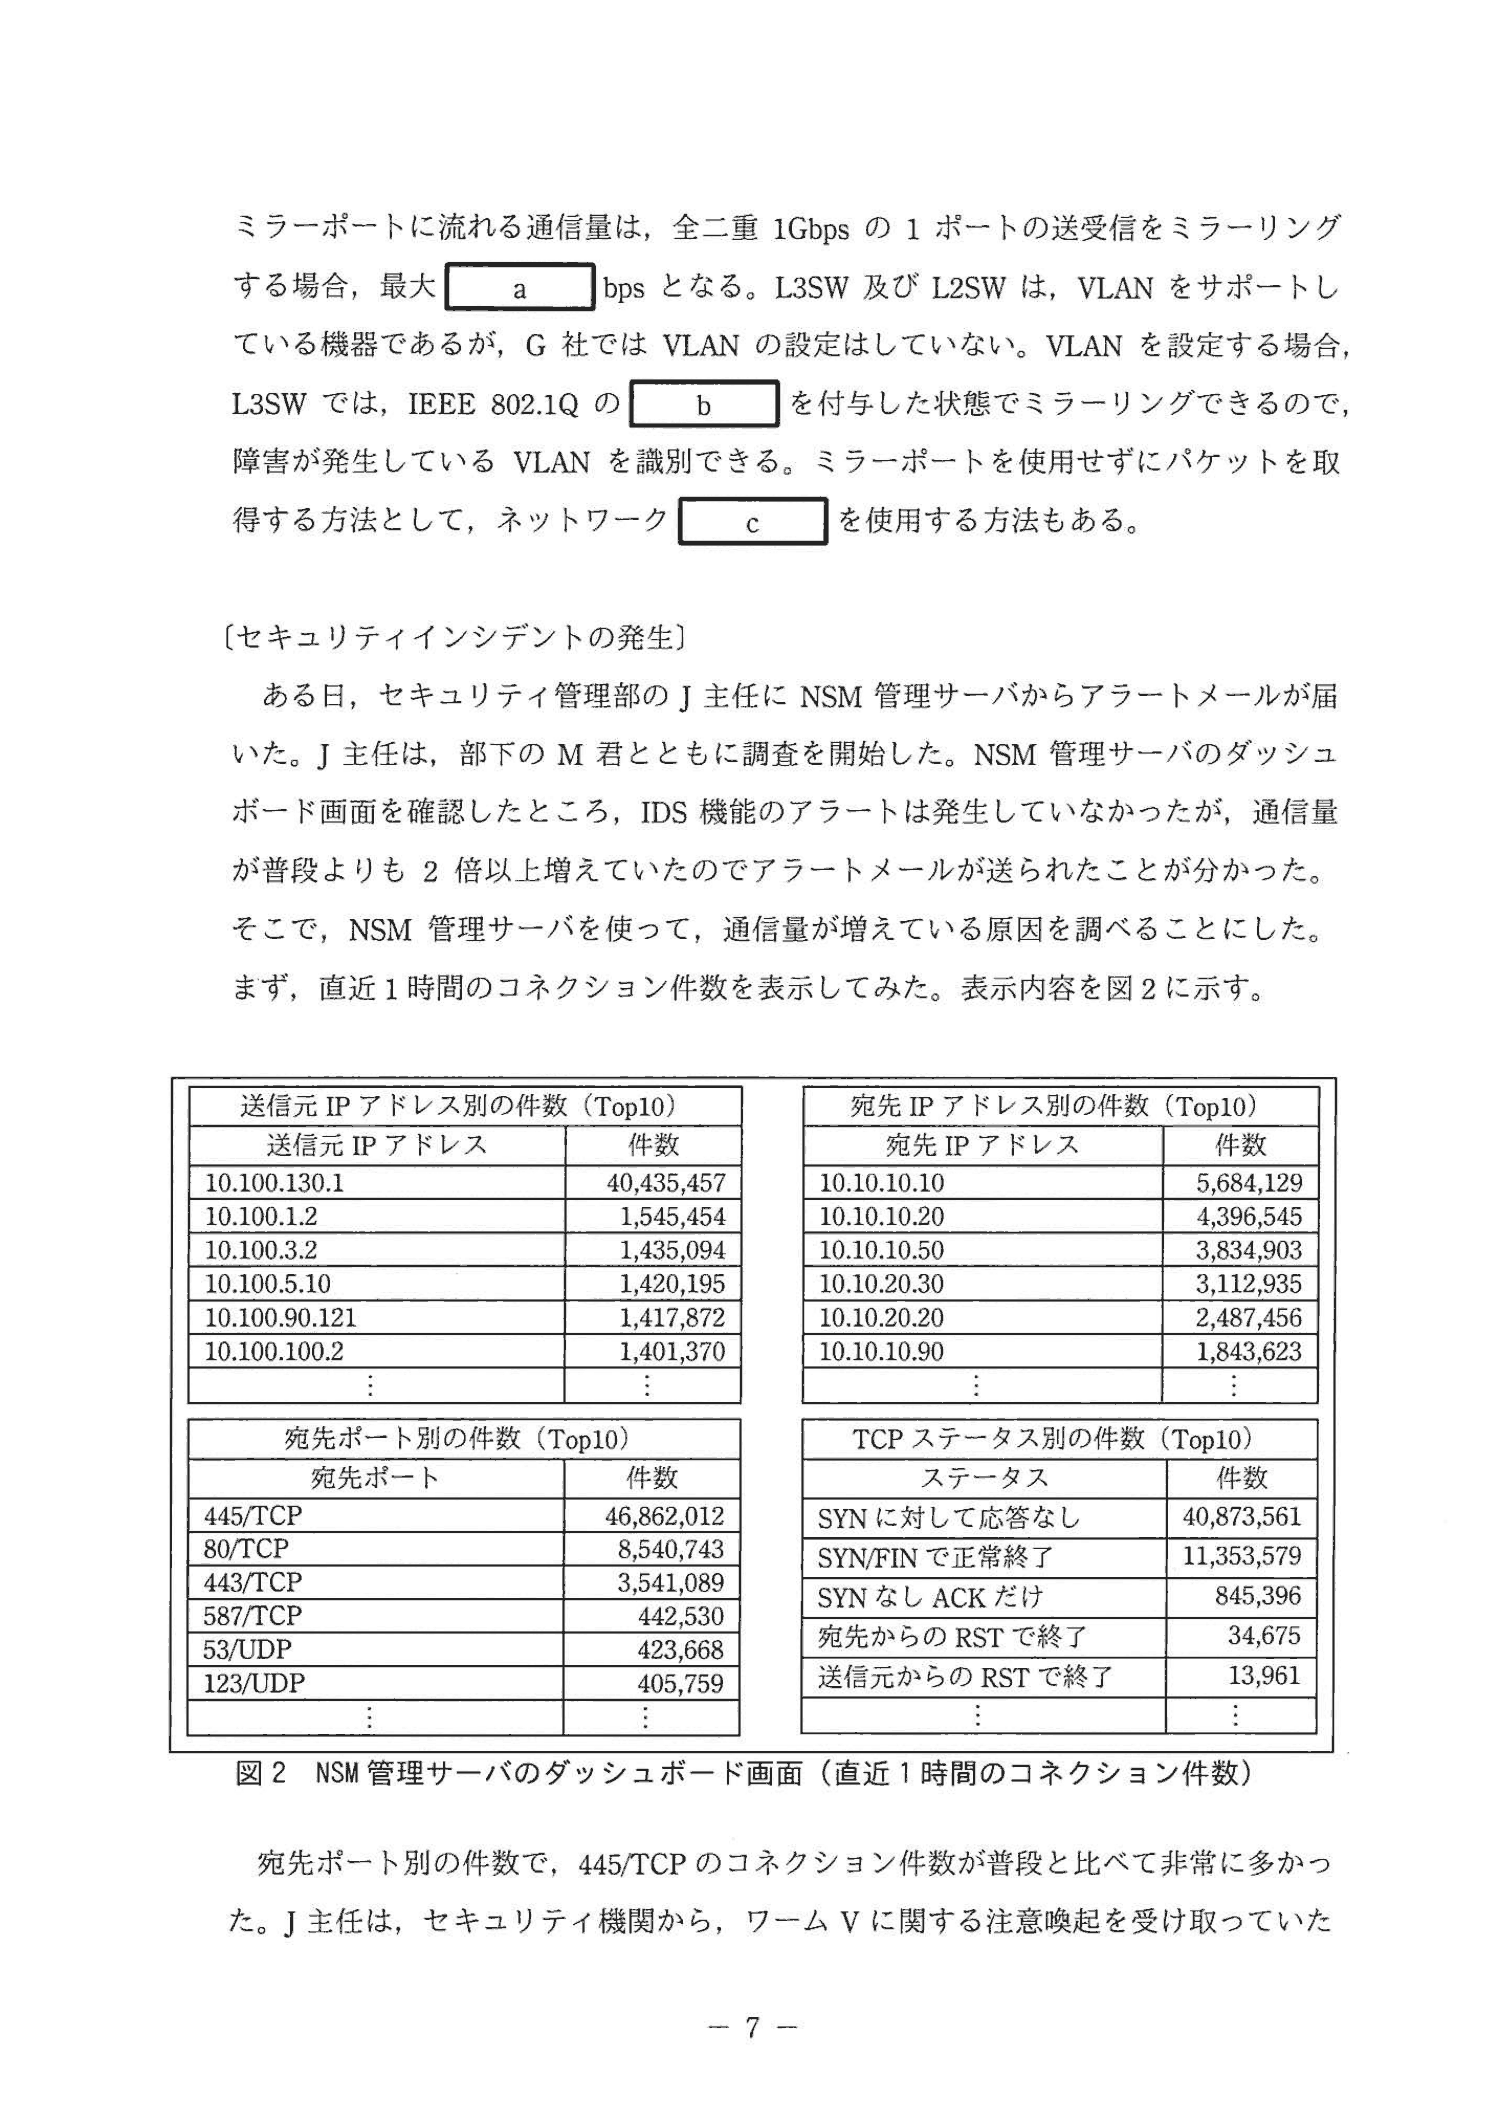 ミラーポートに流れる通信量は，全二重 1Gbps の 1 ポートの送受信をミラーリング
する場合，最大 a bps となる。L3SW 及び L2SW は，VLAN をサポートし
ている機器であるが，G 社では VLAN の設定はしていない。VLAN を設定する場合，
L3SW では，IEEE 802.1Q の b を付与した状態でミラーリングできるので，
障害が発生している VLAN を識別できる。ミラーポートを使用せずにパケットを取
得する方法として，ネットワーク c を使用する方法もある。
〔セキュリティインシデントの発生〕
ある日，セキュリティ管理部の J 主任に NSM 管理サーバからアラートメールが届
いた。J 主任は，部下の M 君とともに調査を開始した。NSM 管理サーバのダッシュ
ボード画面を確認したところ，IDS 機能のアラートは発生していなかったが，通信量
が普段よりも 2 倍以上増えていたのでアラートメールが送られたことが分かった。
そこで，NSM 管理サーバを使って，通信量が増えている原因を調べることにした。
まず，直近 1 時間のコネクション件数を表示してみた。表示内容を図 2 に示す。
送信元 IP アドレス別の件数（Top10）
送信元 IP アドレス 件数
10.100.130.1 40,435,457
10.100.1.2 1,545,454
10.100.3.2 1,435,094
10.100.5.10 1,420,195
10.100.90.121 1,417,872
10.100.100.2 1,401,370
⋮ ⋮
宛先 IP アドレス別の件数（Top10）
宛先 IP アドレス 件数
10.10.10.10 5,684,129
10.10.10.20 4,396,545
10.10.10.50 3,834,903
10.10.20.30 3,112,935
10.10.20.20 2,487,456
10.10.10.90 1,843,623
⋮ ⋮
宛先ポート別の件数（Top10）
宛先ポート 件数
445/TCP 46,862,012
80/TCP 8,540,743
443/TCP 3,541,089
587/TCP 442,530
53/UDP 423,668
123/UDP 405,759
⋮ ⋮
TCP ステータス別の件数（Top10）
ステータス 件数
SYN に対して応答なし 40,873,561
SYN/FIN で正常終了 11,353,579
SYN なし ACK だけ 845,396
宛先からの RST で終了 34,675
送信元からの RST で終了 13,961
⋮ ⋮
図 2 NSM 管理サーバのダッシュボード画面（直近 1 時間のコネクション件数）
宛先ポート別の件数で，445/TCP のコネクション件数が普段と比べて非常に多かっ
た。J 主任は，セキュリティ機関から，ワーム V に関する注意喚起を受け取っていた
－ 7 －